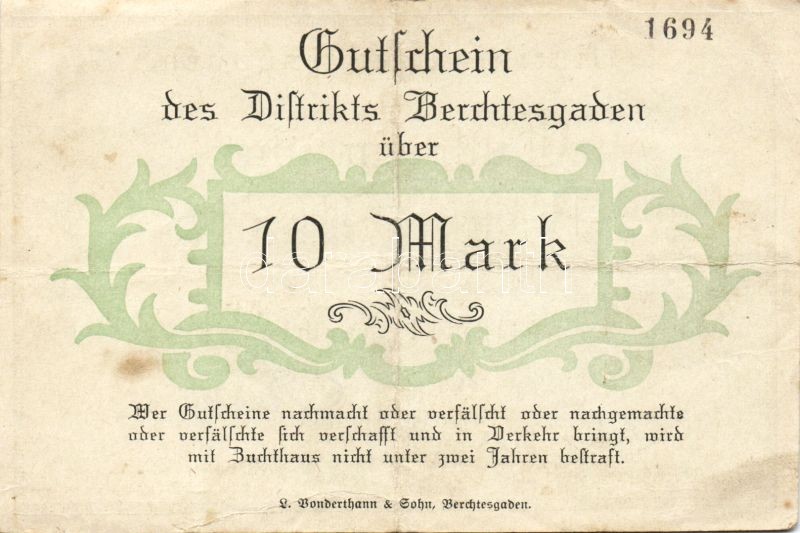 1694
Gutſchein
des Diſtrikts Berchtesgaden
über
10 Mark
Wer Gutſcheine nachmacht oder verfälſcht oder nachgemachte
oder verfälſchte ſich verſchafft und in Verkehr bringt, wird
mit Zuchthaus nicht unter zwei Jahren beſtraft.
L. Vonderthann & Sohn, Berchtesgaden.